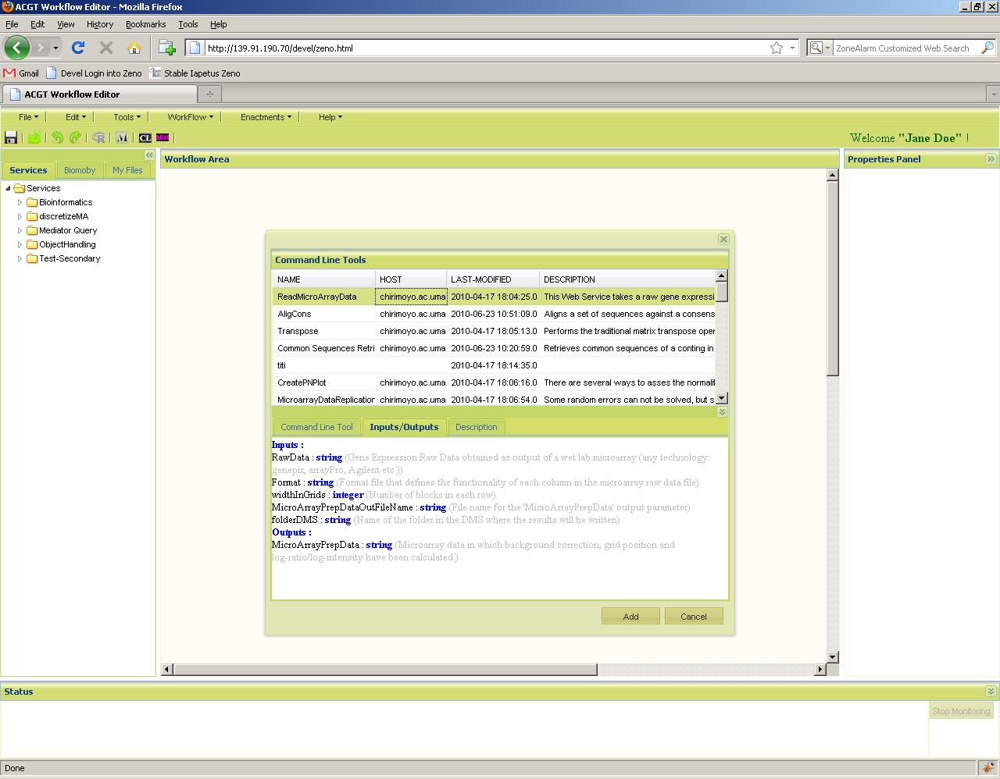 ACGT Workflow Editor - Mozilla Firefox
File Edit View History Bookmarks Tools Help
http://139.91.190.70/devel/zeno.html
ZoneAlarm Customized Web Search
Gmail Devel Login into Zeno Stable Iapetus Zeno
ACGT Workflow Editor
File Edit Tools WorkFlow Enactments Help
R M CL
Welcome "Jane Doe" !
Services Biomoby My Files
Services
Bioinformatics
discretizeMA
Mediator Query
ObjectHandling
Test-Secondary
Workflow Area
Properties Panel
Command Line Tools
NAME HOST LAST-MODIFIED DESCRIPTION
ReadMicroArrayData chirimoyo.ac.uma 2010-04-17 18:04:25.0 This Web Service takes a raw gene expressi
AligCons chirimoyo.ac.uma 2010-06-23 10:51:09.0 Aligns a set of sequences against a consens
Transpose chirimoyo.ac.uma 2010-04-17 18:05:13.0 Performs the traditional matrix transpose oper
Common Sequences Retri chirimoyo.ac.uma 2010-06-23 10:20:59.0 Retrieves common sequences of a conting in
titi 2010-04-17 18:14:35.0
CreatePNPlot chirimoyo.ac.uma 2010-04-17 18:06:16.0 There are several ways to asses the normalit
MicroarrayDataReplication chirimoyo.ac.uma 2010-04-17 18:06:54.0 Some random errors can not be solved, but s
Command Line Tool Inputs/Outputs Description
Inputs :
RawData : string (Gene Expression Raw Data obtained as output of a wet lab microarray (any technology:
genepix, arrayPro, Agilent etc.))
Format : string (Format file that defines the functionality of each column in the microarray raw data file)
widthInGrids : integer (Number of blocks in each row)
MicroArrayPrepDataOutFileName : string (File name for the 'MicroArrayPrepData' output parameter)
folderDMS : string (Name of the folder in the DMS where the results will be written)
Outputs :
MicroArrayPrepData : string (Microarray data in which background correction, grid position and
log-ratio/log-intensity have been calculated.)
Add Cancel
Status
Stop Monitoring
Done